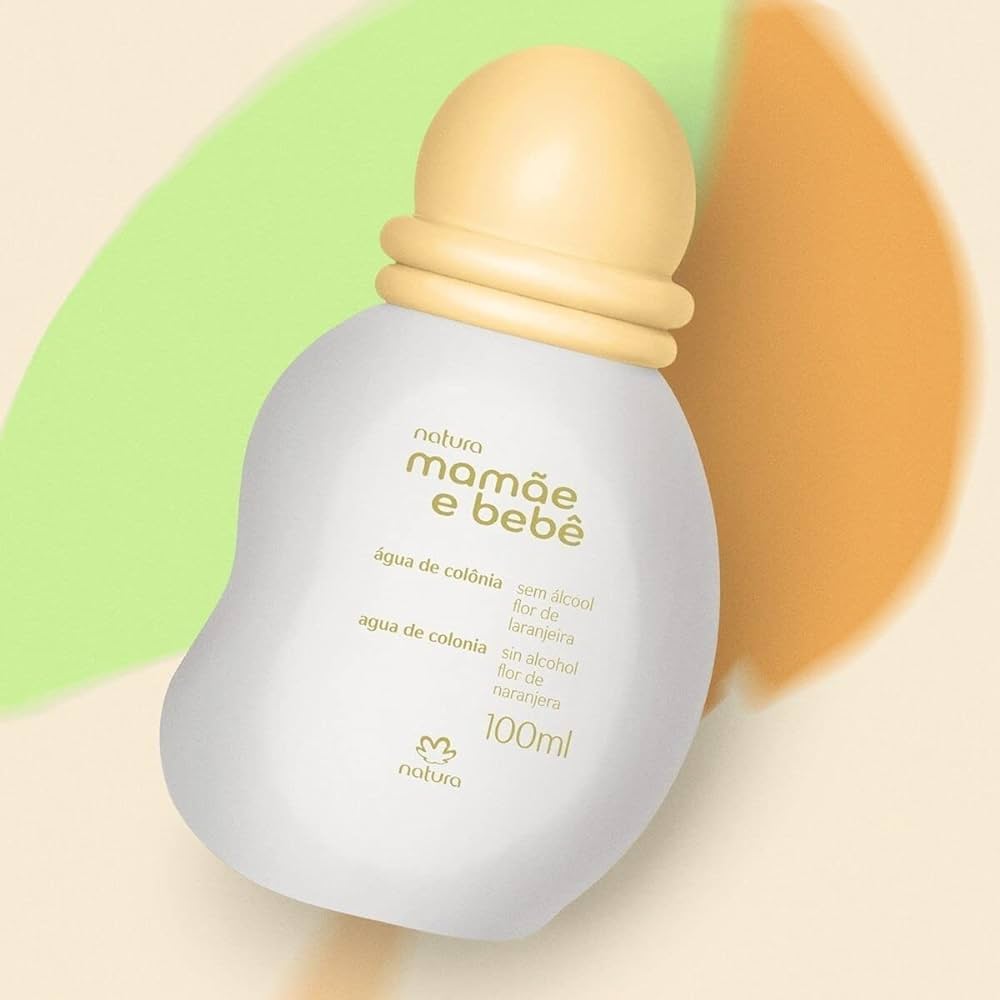 natura
mamãe
e bebê
água de colônia
sem álcool
flor de
laranjeira
agua de colonia
sin alcohol
flor de
naranjera
100ml
natura